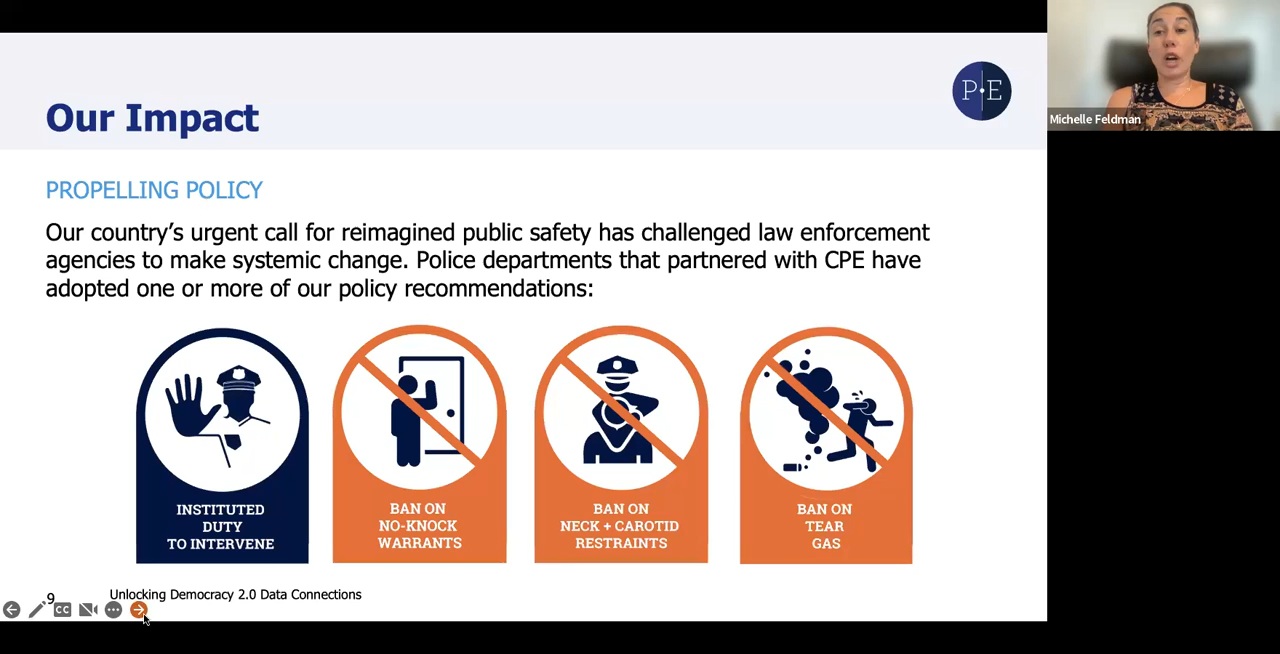 Our Impact
P E
Michelle Feldman
PROPELLING POLICY
Our country’s urgent call for reimagined public safety has challenged law enforcement
agencies to make systemic change. Police departments that partnered with CPE have
adopted one or more of our policy recommendations:
INSTITUTED
DUTY
TO INTERVENE
BAN ON
NO-KNOCK
WARRANTS
BAN ON
NECK + CAROTID
RESTRAINTS
BAN ON
TEAR
GAS
9
Unlocking Democracy 2.0 Data Connections
CC